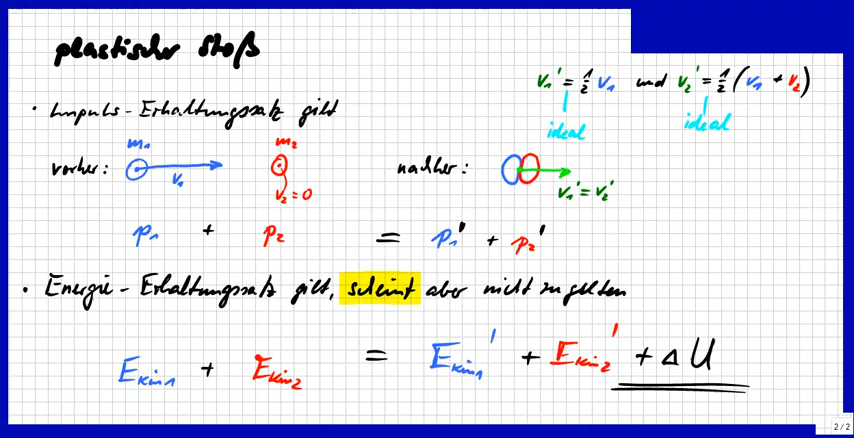 plastischer Stoß
v₁' = ½ v₁ und v₂' = ½ (v₁ + v₂)
ideal ideal
• Impuls-Erhaltungssatz gilt
m₁ m₂
vorher: nachher:
v₁ v₂ = 0 v₁' = v₂'
p₁ + p₂ = p₁' + p₂'
• Energie-Erhaltungssatz gilt, scheint aber nicht zu gelten
Ekin₁ + Ekin₂ = Ekin₁' + Ekin₂' + ΔU
2/2